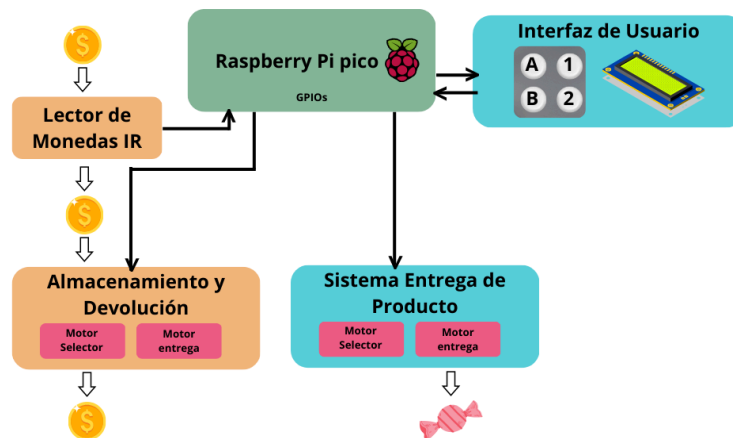 Raspberry Pi pico
GPIOs
Interfaz de Usuario
A 1
B 2
$
Lector de
Monedas IR
$
Almacenamiento y
Devolución
Motor
Selector
Motor
entrega
$
Sistema Entrega de
Producto
Motor
Selector
Motor
entrega